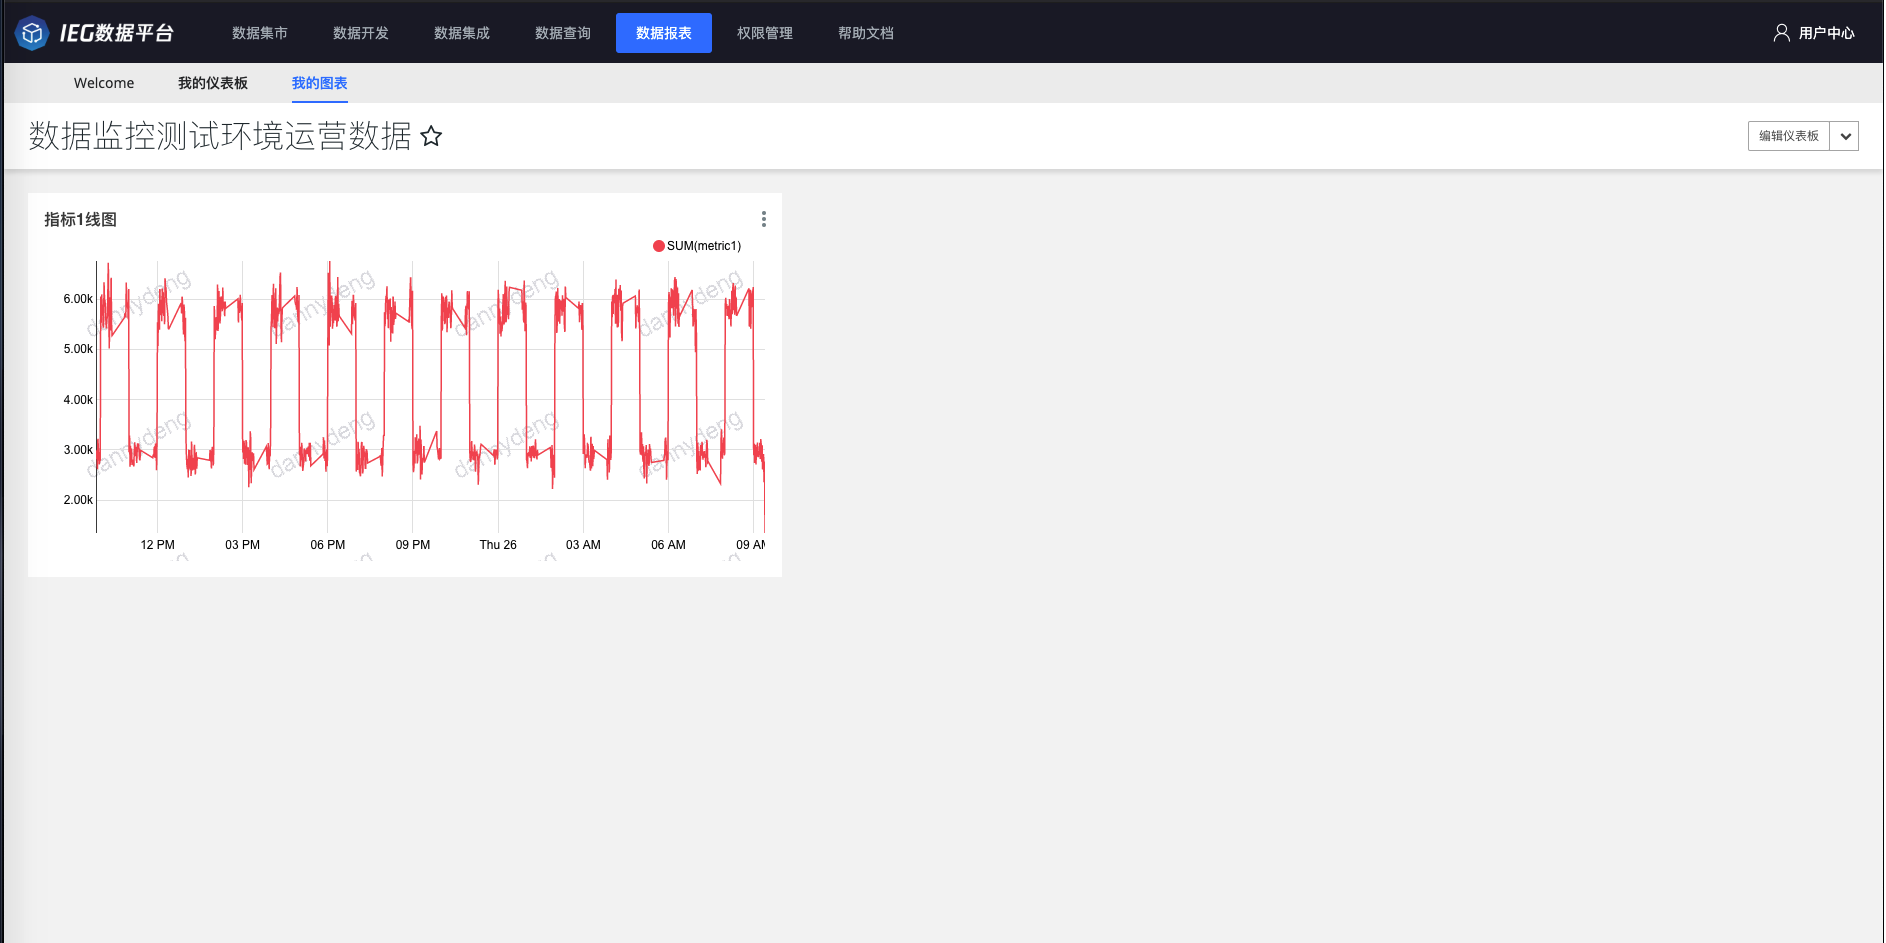 IEG数据平台 数据集市 数据开发 数据集成 数据查询 数据报表 权限管理 帮助文档 用户中心
Welcome 我的仪表板 我的图表
数据监控测试环境运营数据 编辑仪表板
指标1线图
SUM(metric1)
6.00k
5.00k
4.00k
3.00k
2.00k
12 PM 03 PM 06 PM 09 PM Thu 26 03 AM 06 AM 09 AM
dannydeng dannydeng dannydeng dannydeng
dannydeng dannydeng dannydeng dannydeng